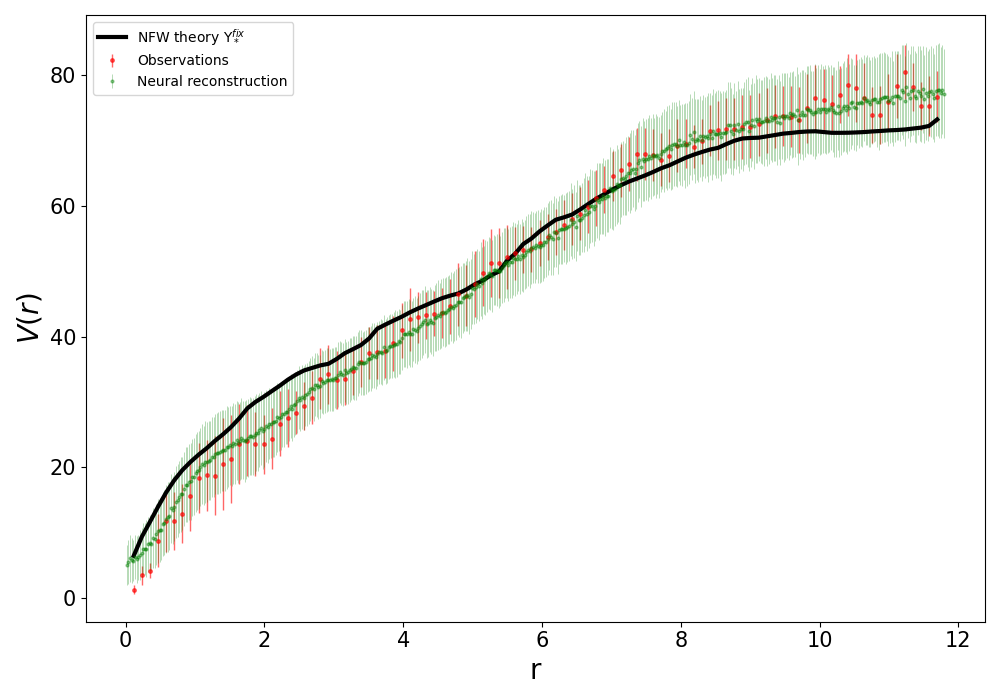 NFW theory Υ$_*^{fix}$
Observations
Neural reconstruction
V(r)
80
60
40
20
0
0 2 4 6 8 10 12
r